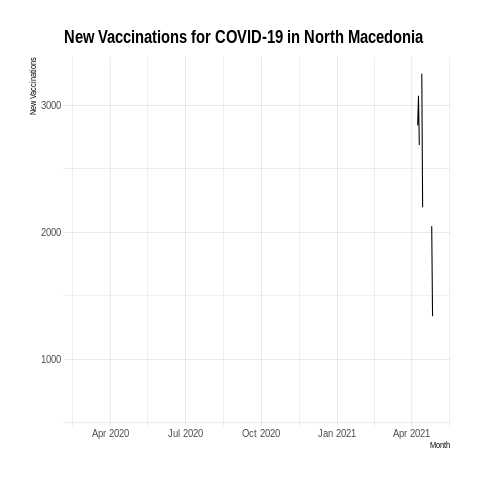 New Vaccinations for COVID-19 in North Macedonia
New Vaccinations
3000
2000
1000
Apr 2020 Jul 2020 Oct 2020 Jan 2021 Apr 2021
Month